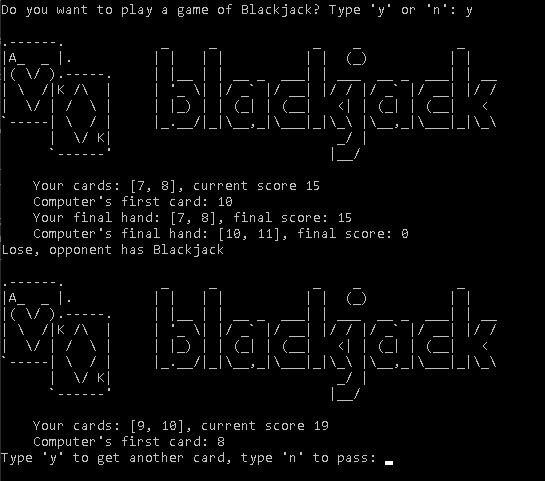 Do you want to play a game of Blackjack? Type 'y' or 'n': y
A
K
K
blackjack
    Your cards: [7, 8], current score 15
    Computer's first card: 10
    Your final hand: [7, 8], final score: 15
    Computer's final hand: [10, 11], final score: 0
Lose, opponent has Blackjack
A
K
K
blackjack
    Your cards: [9, 10], current score 19
    Computer's first card: 8
Type 'y' to get another card, type 'n' to pass: